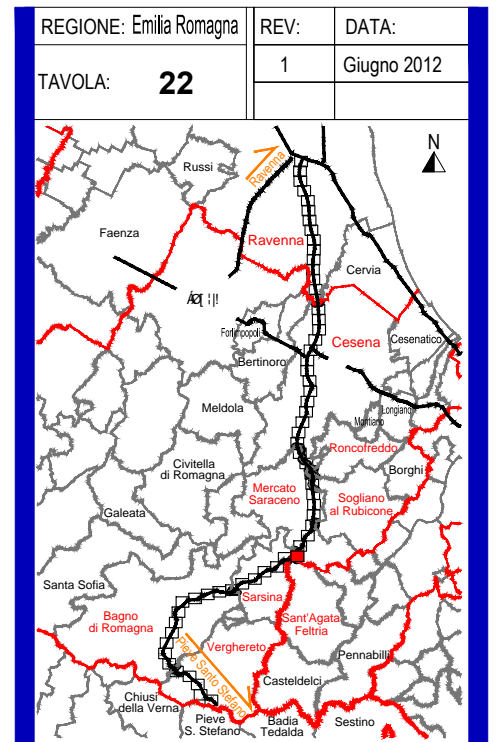 REGIONE: Emilia Romagna
REV:
DATA:
TAVOLA: 22
1
Giugno 2012
N
Russi
Ravenna
Faenza
Ravenna
Cervia
Forlimpopoli
Cesena
Cesenatico
Bertinoro
Meldola
Longiano
Montiano
Civitella
di Romagna
Roncofreddo
Borghi
Mercato
Saraceno
Sogliano
al Rubicone
Galeata
Santa Sofia
Sarsina
Bagno
di Romagna
Sant'Agata
Feltria
Verghereto
Pennabilli
Pieve Santo Stefano
Casteldelci
Chiusi
della Verna
Pieve
S. Stefano
Badia
Tedalda
Sestino